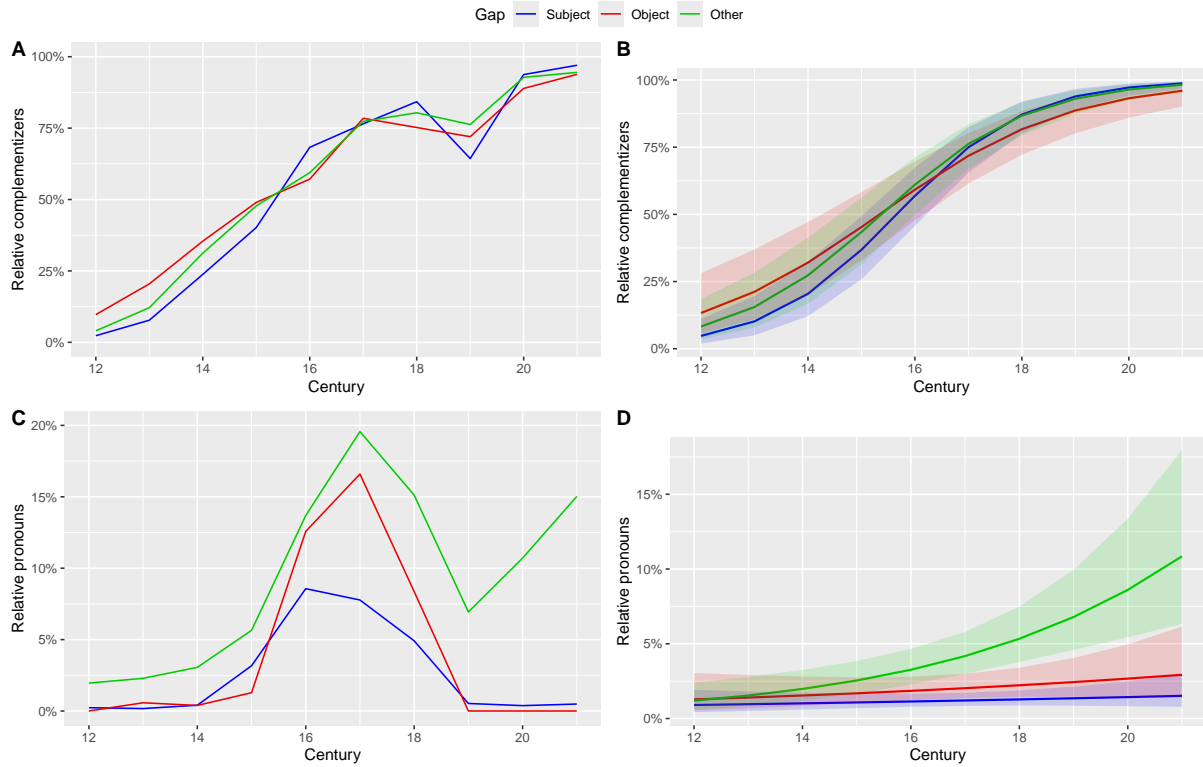 Gap Subject Object Other
A
100%
75%
50%
25%
0%
Relative complementizers
12 14 16 18 20
Century
B
100%
75%
50%
25%
0%
Relative complementizers
12 14 16 18 20
Century
C
20%
15%
10%
5%
0%
Relative pronouns
12 14 16 18 20
Century
D
15%
10%
5%
0%
Relative pronouns
12 14 16 18 20
Century